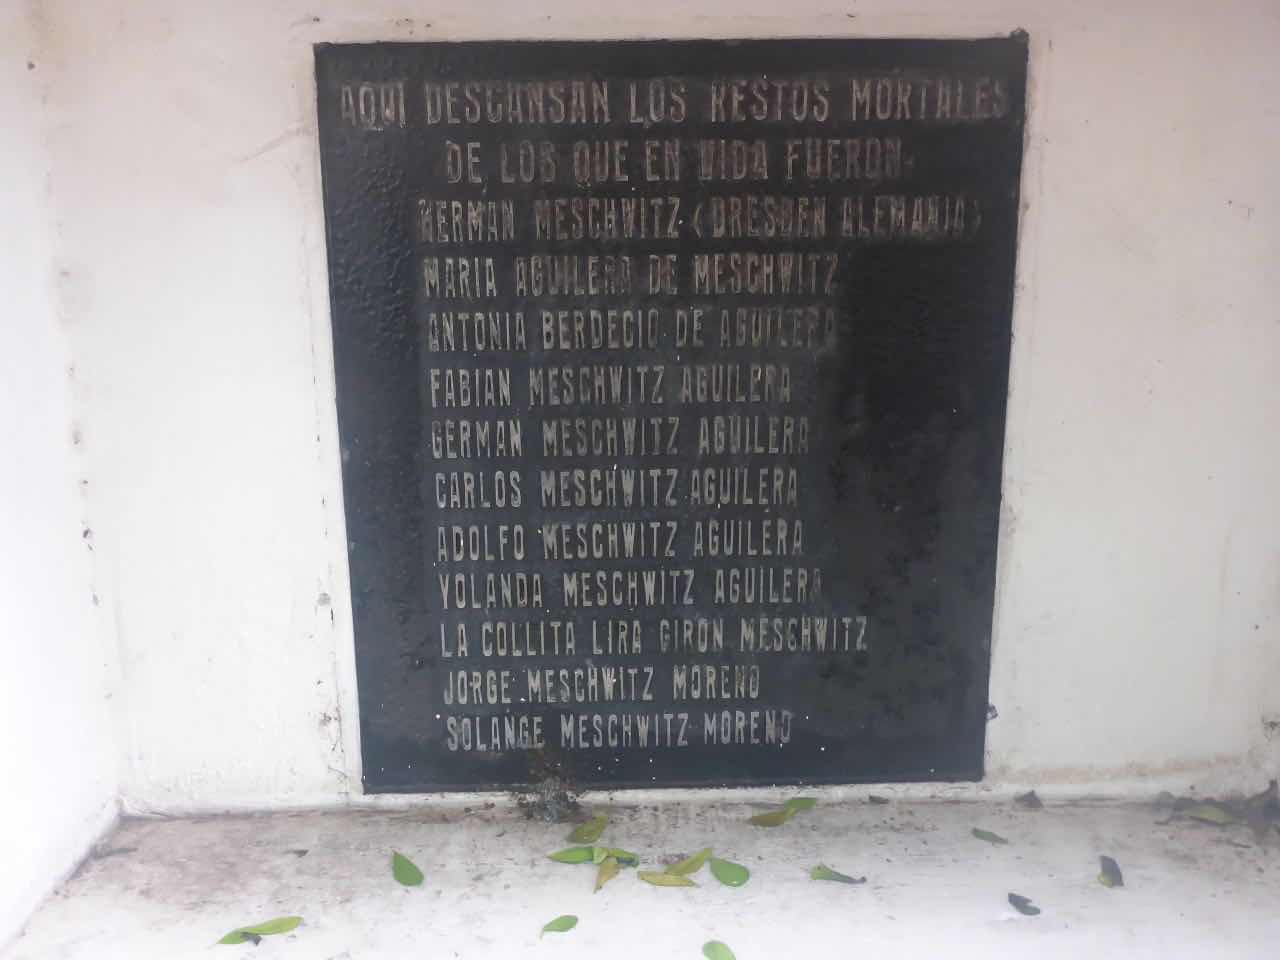 AQUI DESCANSAN LOS RESTOS MORTALES
DE LOS QUE EN VIDA FUERON:
HERMAN MESCHWITZ (DRESDEN ALEMANIA)
MARIA AGUILERA DE MESCHWITZ
ANTONIA BERDECIO DE AGUILERA
FABIAN MESCHWITZ AGUILERA
GERMAN MESCHWITZ AGUILERA
CARLOS MESCHWITZ AGUILERA
ADOLFO MESCHWITZ AGUILERA
YOLANDA MESCHWITZ AGUILERA
LA COLLITA LIRA GIRON MESCHWITZ
JORGE MESCHWITZ MORENO
SOLANGE MESCHWITZ MORENO